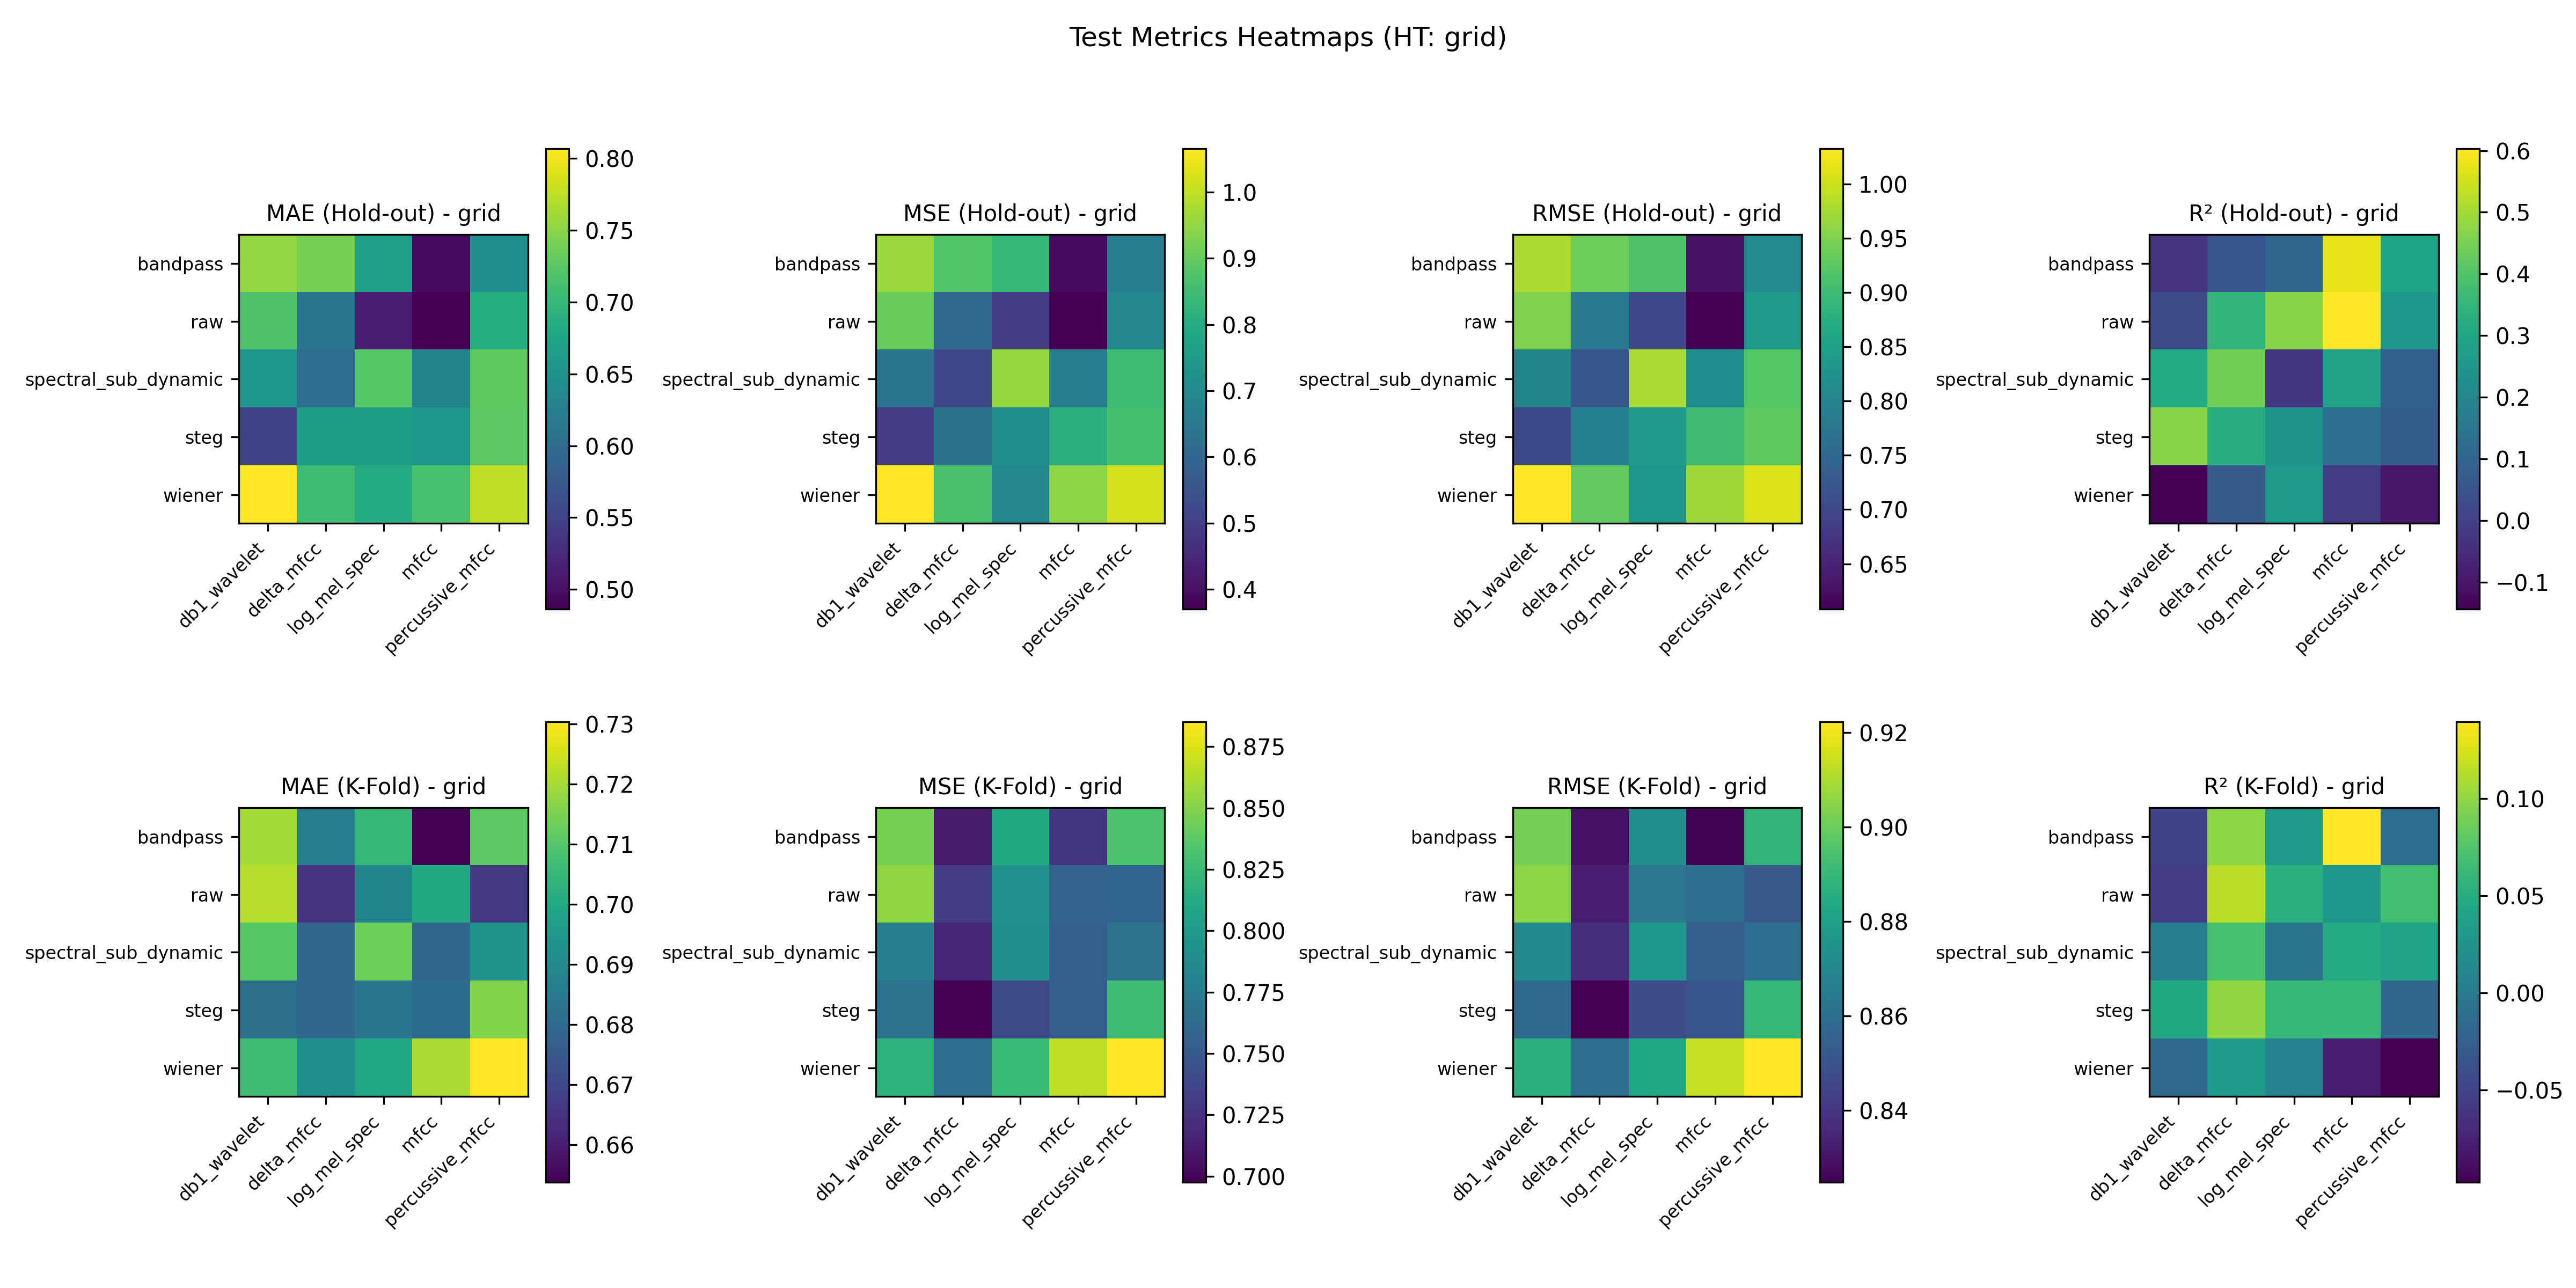 Test Metrics Heatmaps (HT: grid)
MAE (Hold-out) - grid
bandpass
raw
spectral_sub_dynamic
steg
wiener
db1_wavelet
delta_mfcc
log_mel_spec
mfcc
percussive_mfcc
0.80
0.75
0.70
0.65
0.60
0.55
0.50
MSE (Hold-out) - grid
bandpass
raw
spectral_sub_dynamic
steg
wiener
db1_wavelet
delta_mfcc
log_mel_spec
mfcc
percussive_mfcc
1.0
0.9
0.8
0.7
0.6
0.5
0.4
RMSE (Hold-out) - grid
bandpass
raw
spectral_sub_dynamic
steg
wiener
db1_wavelet
delta_mfcc
log_mel_spec
mfcc
percussive_mfcc
1.00
0.95
0.90
0.85
0.80
0.75
0.70
0.65
R² (Hold-out) - grid
bandpass
raw
spectral_sub_dynamic
steg
wiener
db1_wavelet
delta_mfcc
log_mel_spec
mfcc
percussive_mfcc
0.6
0.5
0.4
0.3
0.2
0.1
0.0
−0.1
MAE (K-Fold) - grid
bandpass
raw
spectral_sub_dynamic
steg
wiener
db1_wavelet
delta_mfcc
log_mel_spec
mfcc
percussive_mfcc
0.73
0.72
0.71
0.70
0.69
0.68
0.67
0.66
MSE (K-Fold) - grid
bandpass
raw
spectral_sub_dynamic
steg
wiener
db1_wavelet
delta_mfcc
log_mel_spec
mfcc
percussive_mfcc
0.875
0.850
0.825
0.800
0.775
0.750
0.725
0.700
RMSE (K-Fold) - grid
bandpass
raw
spectral_sub_dynamic
steg
wiener
db1_wavelet
delta_mfcc
log_mel_spec
mfcc
percussive_mfcc
0.92
0.90
0.88
0.86
0.84
R² (K-Fold) - grid
bandpass
raw
spectral_sub_dynamic
steg
wiener
db1_wavelet
delta_mfcc
log_mel_spec
mfcc
percussive_mfcc
0.10
0.05
0.00
−0.05